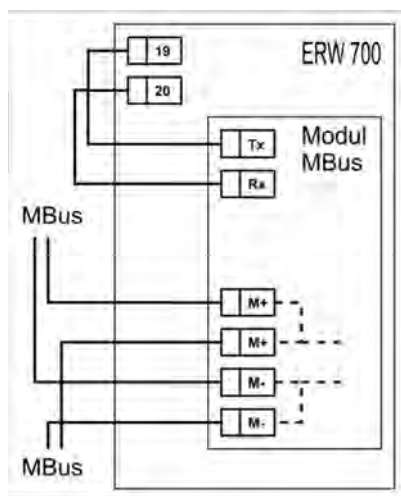 19
ERW 700
20
Tx
Modul
MBus
Rx
MBus
M+
M+
M-
M-
MBus